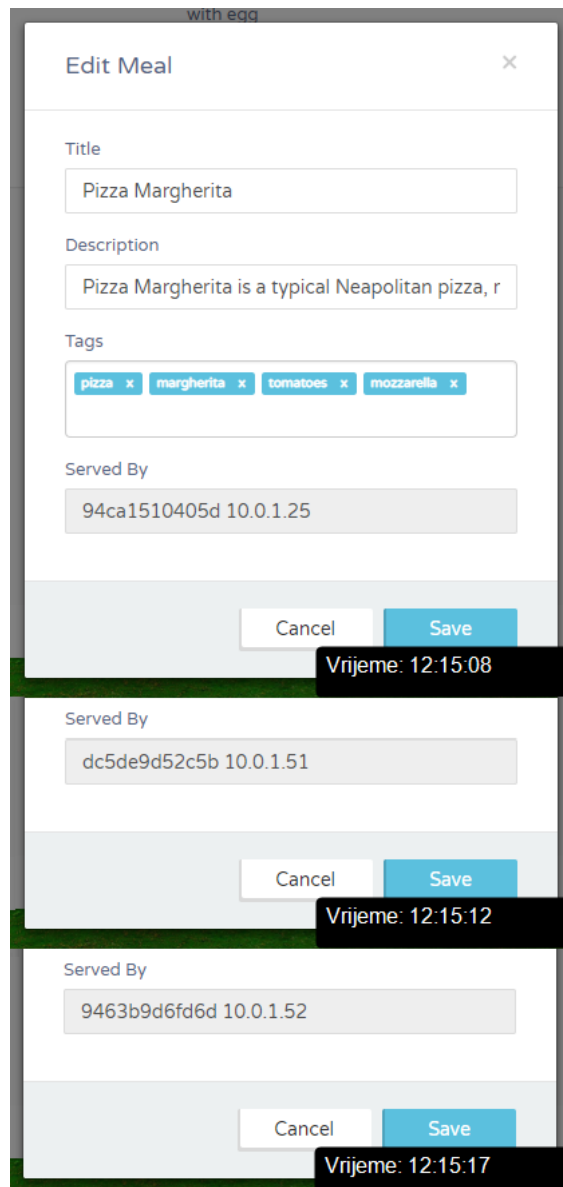 with egg
Edit Meal ×
Title
Pizza Margherita
Description
Pizza Margherita is a typical Neapolitan pizza, r
Tags
pizza x margherita x tomatoes x mozzarella x
Served By
94ca1510405d 10.0.1.25
Cancel Save
Vrijeme: 12:15:08
Served By
dc5de9d52c5b 10.0.1.51
Cancel Save
Vrijeme: 12:15:12
Served By
9463b9d6fd6d 10.0.1.52
Cancel Save
Vrijeme: 12:15:17